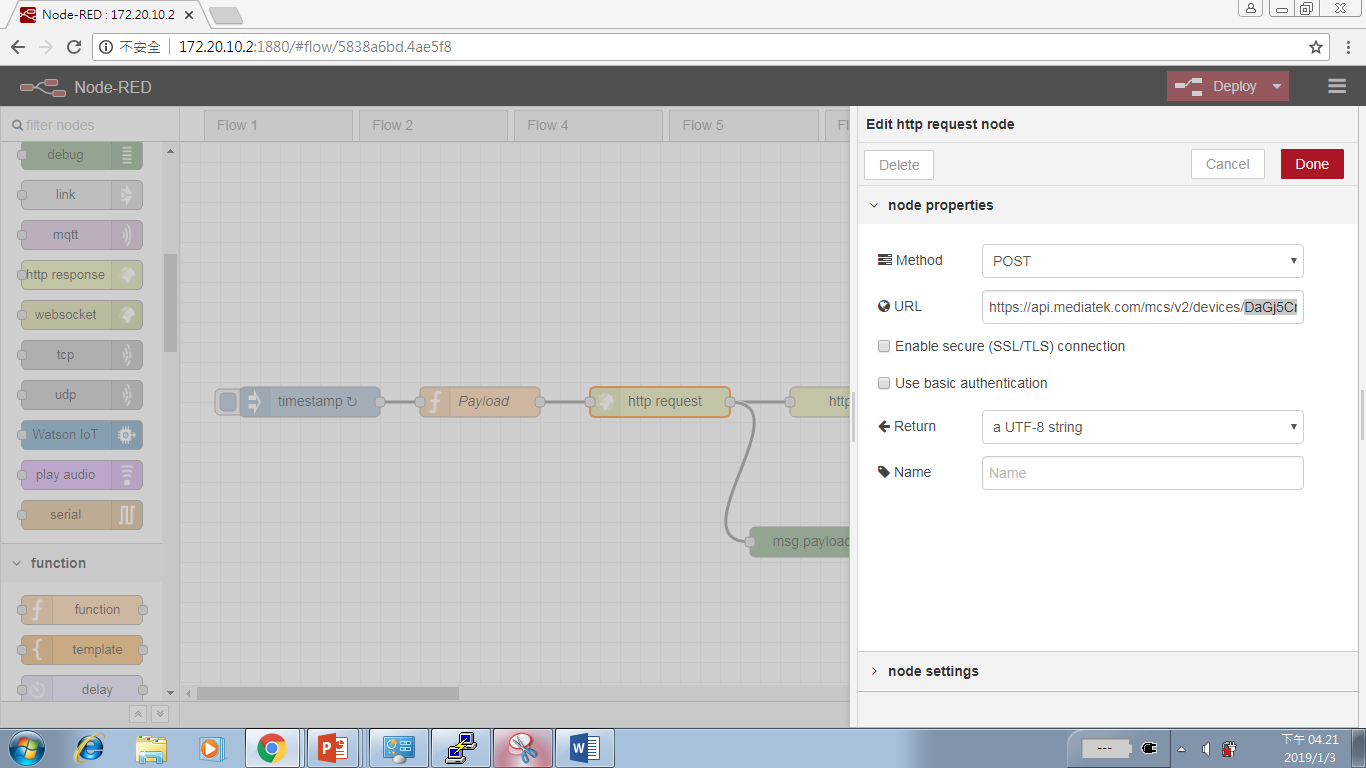 Node-RED : 172.20.10.2
不安全 172.20.10.2:1880/#flow/5838a6bd.4ae5f8
Node-RED
Deploy
filter nodes
Flow 1
Flow 2
Flow 4
Flow 5
Edit http request node
Delete
Cancel
Done
node properties
Method
POST
URL
https://api.mediatek.com/mcs/v2/devices/DaGj5Cr
Enable secure (SSL/TLS) connection
Use basic authentication
Return
a UTF-8 string
Name
Name
node settings
debug
link
mqtt
http response
websocket
tcp
udp
Watson IoT
play audio
serial
function
function
template
delay
timestamp ↻
Payload
http request
http
msg.payload
下午 04:21
2019/1/3